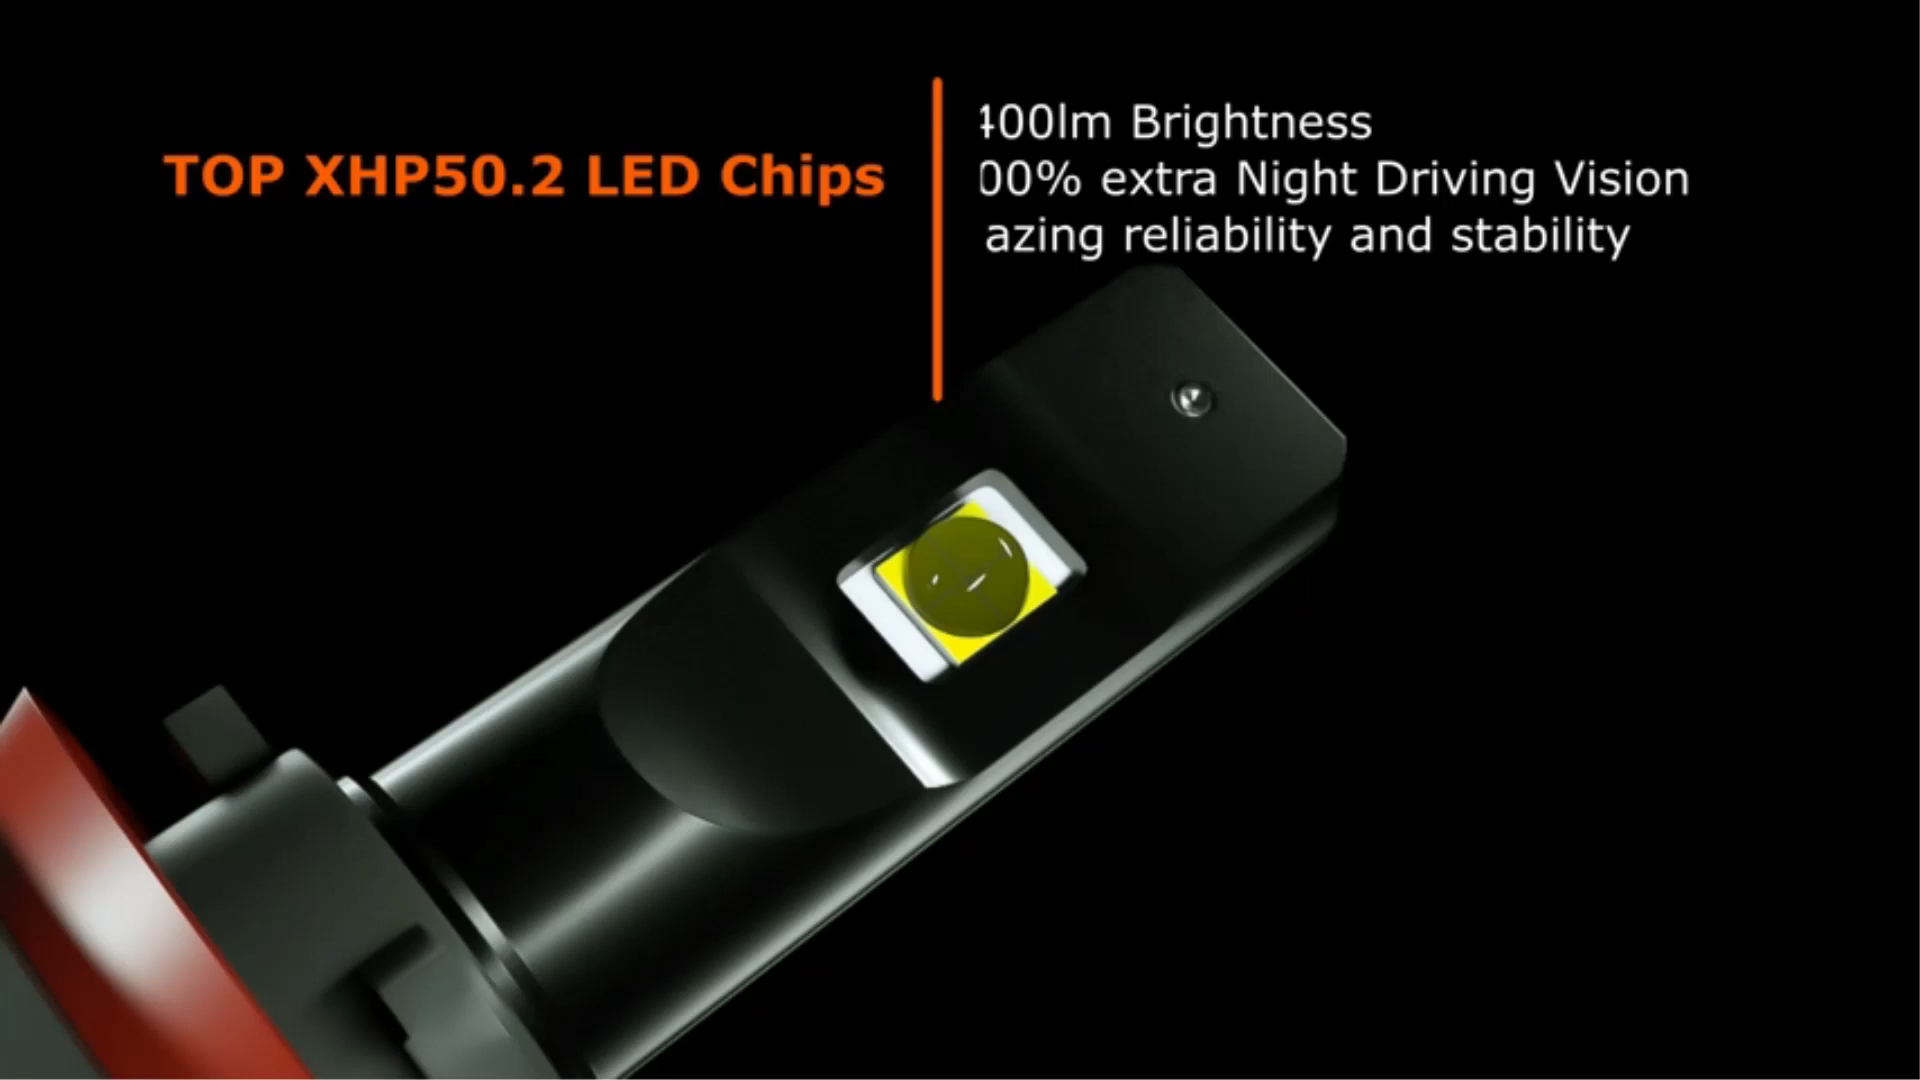 TOP XHP50.2 LED Chips
400lm Brightness
00% extra Night Driving Vision
azing reliability and stability